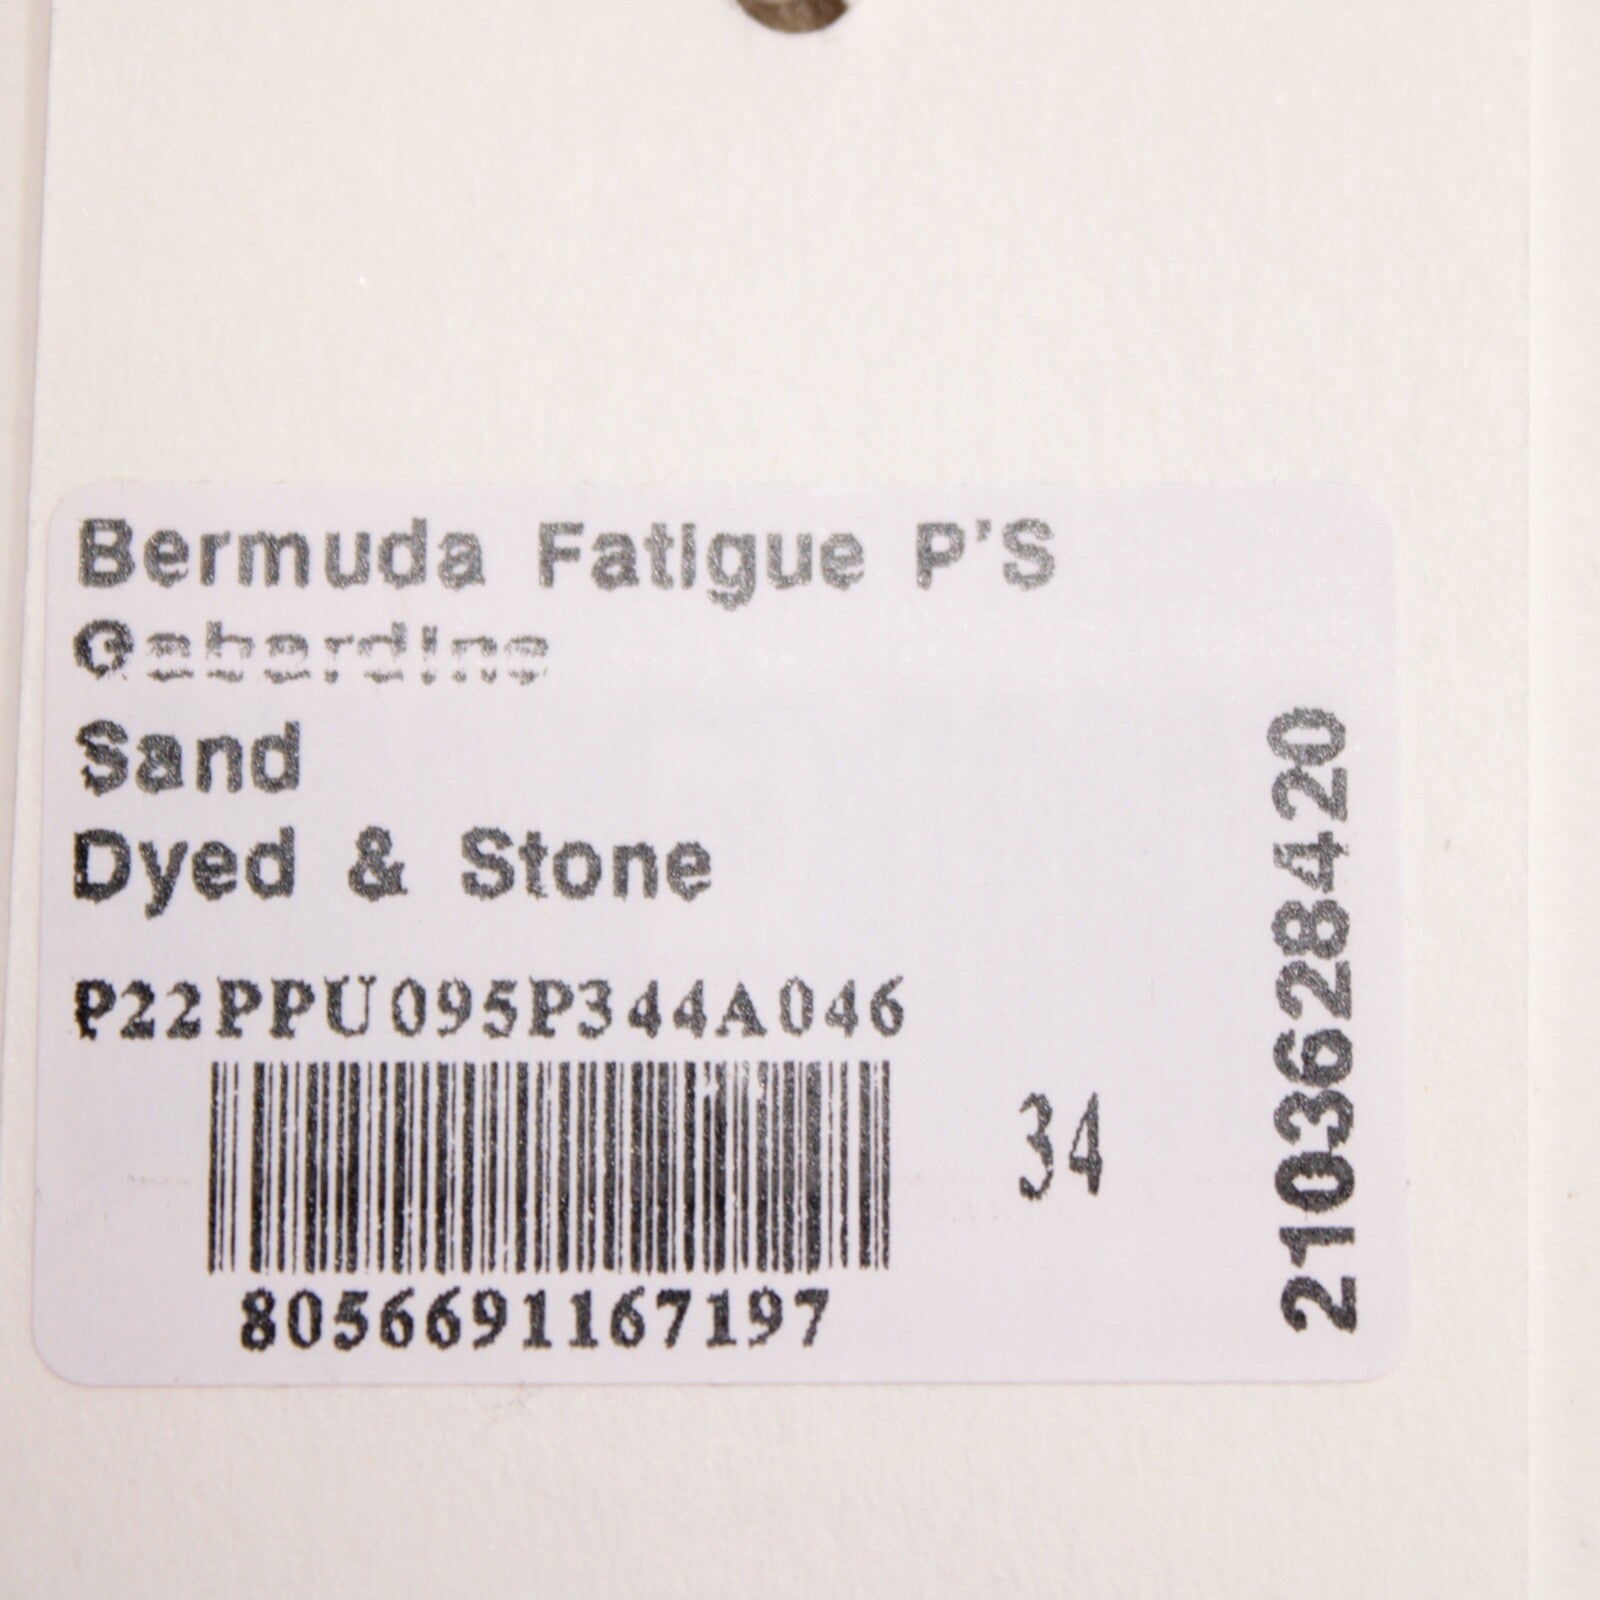 Bermuda Fatigue P'S
Gabardine
Sand
Dyed & Stone
P22PPU095P344A046
34
8056691167197
2103628420